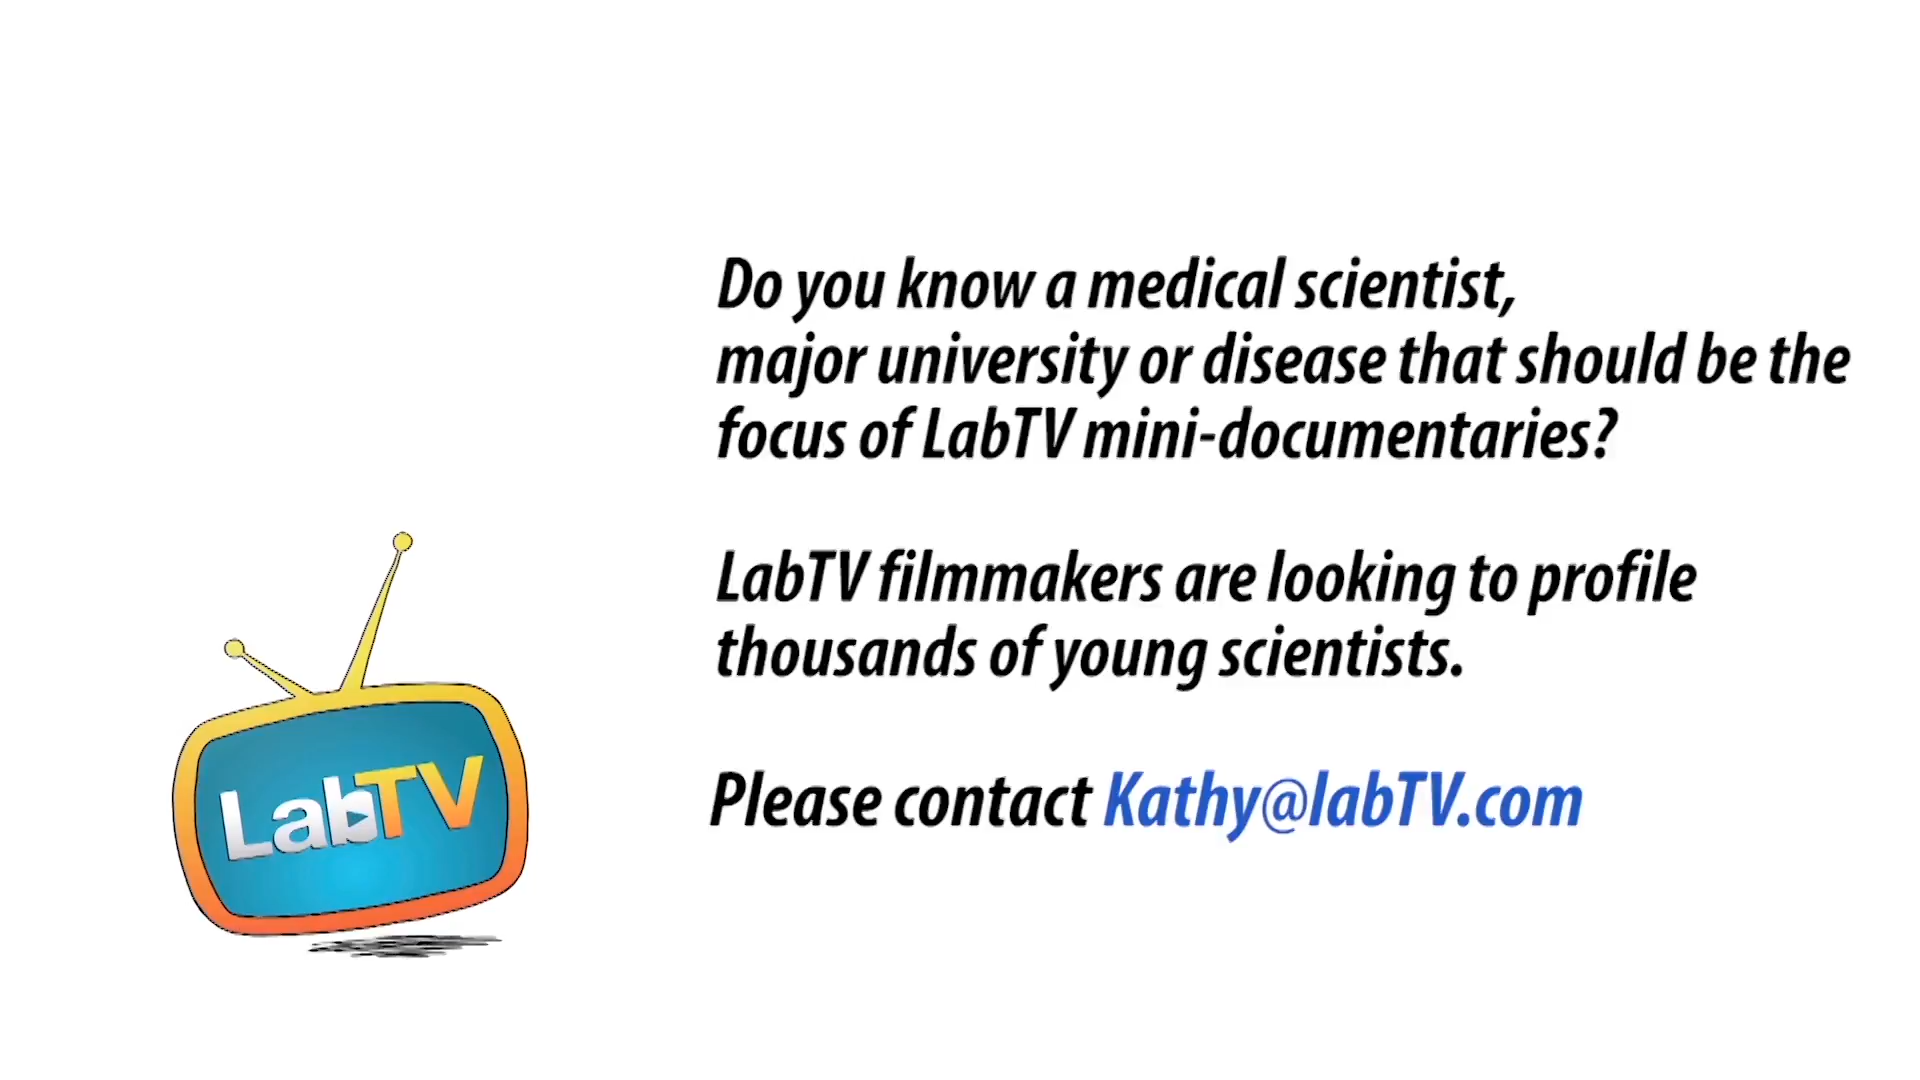 Do you know a medical scientist,
major university or disease that should be the
focus of LabTV mini-documentaries?
LabTV filmmakers are looking to profile
thousands of young scientists.
Please contact Kathy@labTV.com
LabTV